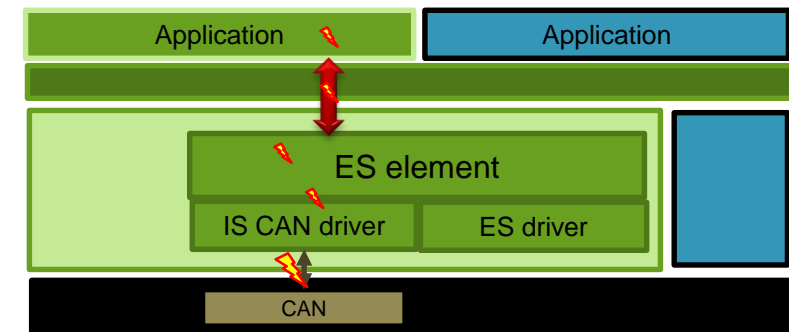 Application
Application
ES element
IS CAN driver
ES driver
CAN